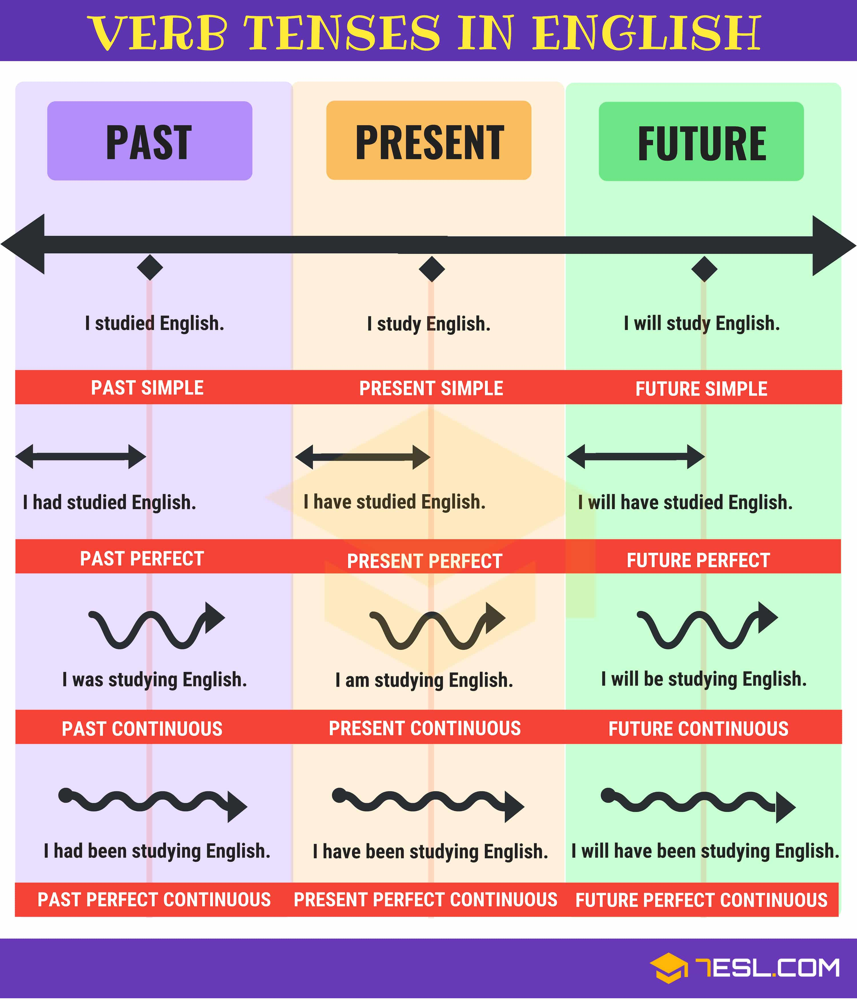 VERB TENSES IN ENGLISH
PAST
PRESENT
FUTURE
I studied English.
I study English.
I will study English.
PAST SIMPLE
PRESENT SIMPLE
FUTURE SIMPLE
I had studied English.
I have studied English.
I will have studied English.
PAST PERFECT
PRESENT PERFECT
FUTURE PERFECT
I was studying English.
I am studying English.
I will be studying English.
PAST CONTINUOUS
PRESENT CONTINUOUS
FUTURE CONTINUOUS
I had been studying English.
I have been studying English.
I will have been studying English.
PAST PERFECT CONTINUOUS
PRESENT PERFECT CONTINUOUS
FUTURE PERFECT CONTINUOUS
7ESL.COM